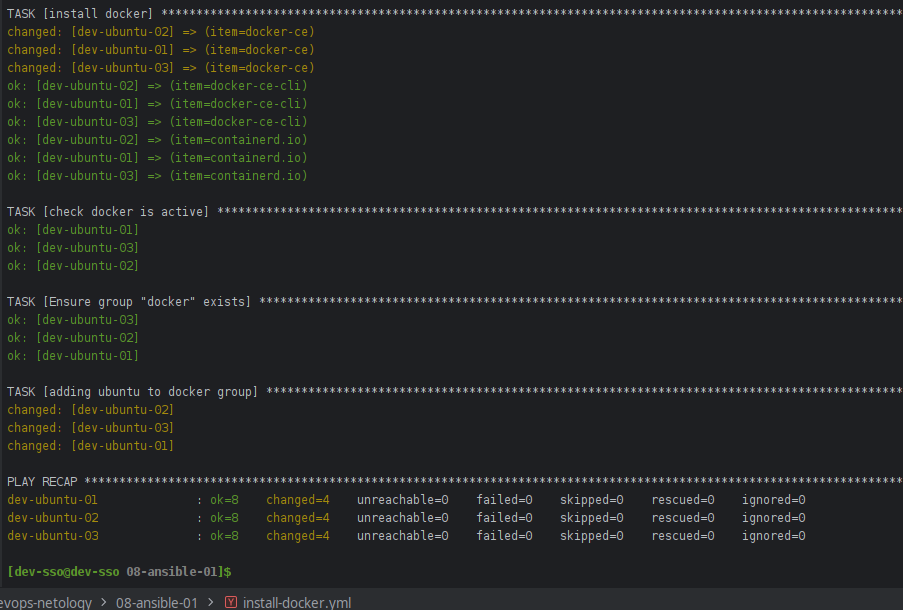 TASK [install docker] **********************************************************************************************************
changed: [dev-ubuntu-02] => (item=docker-ce)
changed: [dev-ubuntu-01] => (item=docker-ce)
changed: [dev-ubuntu-03] => (item=docker-ce)
ok: [dev-ubuntu-02] => (item=docker-ce-cli)
ok: [dev-ubuntu-01] => (item=docker-ce-cli)
ok: [dev-ubuntu-03] => (item=docker-ce-cli)
ok: [dev-ubuntu-02] => (item=containerd.io)
ok: [dev-ubuntu-01] => (item=containerd.io)
ok: [dev-ubuntu-03] => (item=containerd.io)
TASK [check docker is active] **************************************************************************************************
ok: [dev-ubuntu-01]
ok: [dev-ubuntu-03]
ok: [dev-ubuntu-02]
TASK [Ensure group "docker" exists] ********************************************************************************************
ok: [dev-ubuntu-03]
ok: [dev-ubuntu-02]
ok: [dev-ubuntu-01]
TASK [adding ubuntu to docker group] *******************************************************************************************
changed: [dev-ubuntu-02]
changed: [dev-ubuntu-03]
changed: [dev-ubuntu-01]
PLAY RECAP *********************************************************************************************************************
dev-ubuntu-01 : ok=8 changed=4 unreachable=0 failed=0 skipped=0 rescued=0 ignored=0
dev-ubuntu-02 : ok=8 changed=4 unreachable=0 failed=0 skipped=0 rescued=0 ignored=0
dev-ubuntu-03 : ok=8 changed=4 unreachable=0 failed=0 skipped=0 rescued=0 ignored=0
[dev-sso@dev-sso 08-ansible-01]$
evops-netology > 08-ansible-01 > Y install-docker.yml